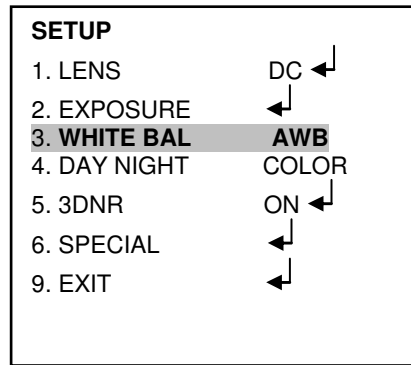 SETUP
1. LENS DC ↲
2. EXPOSURE ↲
3. WHITE BAL AWB
4. DAY NIGHT COLOR
5. 3DNR ON ↲
6. SPECIAL ↲
9. EXIT ↲